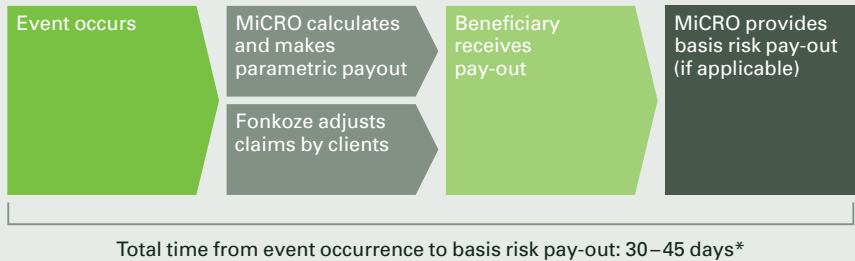 Event occurs
MiCRO calculates
and makes
parametric payout
Fonkoze adjusts
claims by clients
Beneficiary
receives
pay-out
MiCRO provides
basis risk pay-out
(if applicable)
Total time from event occurrence to basis risk pay-out: 30–45 days*